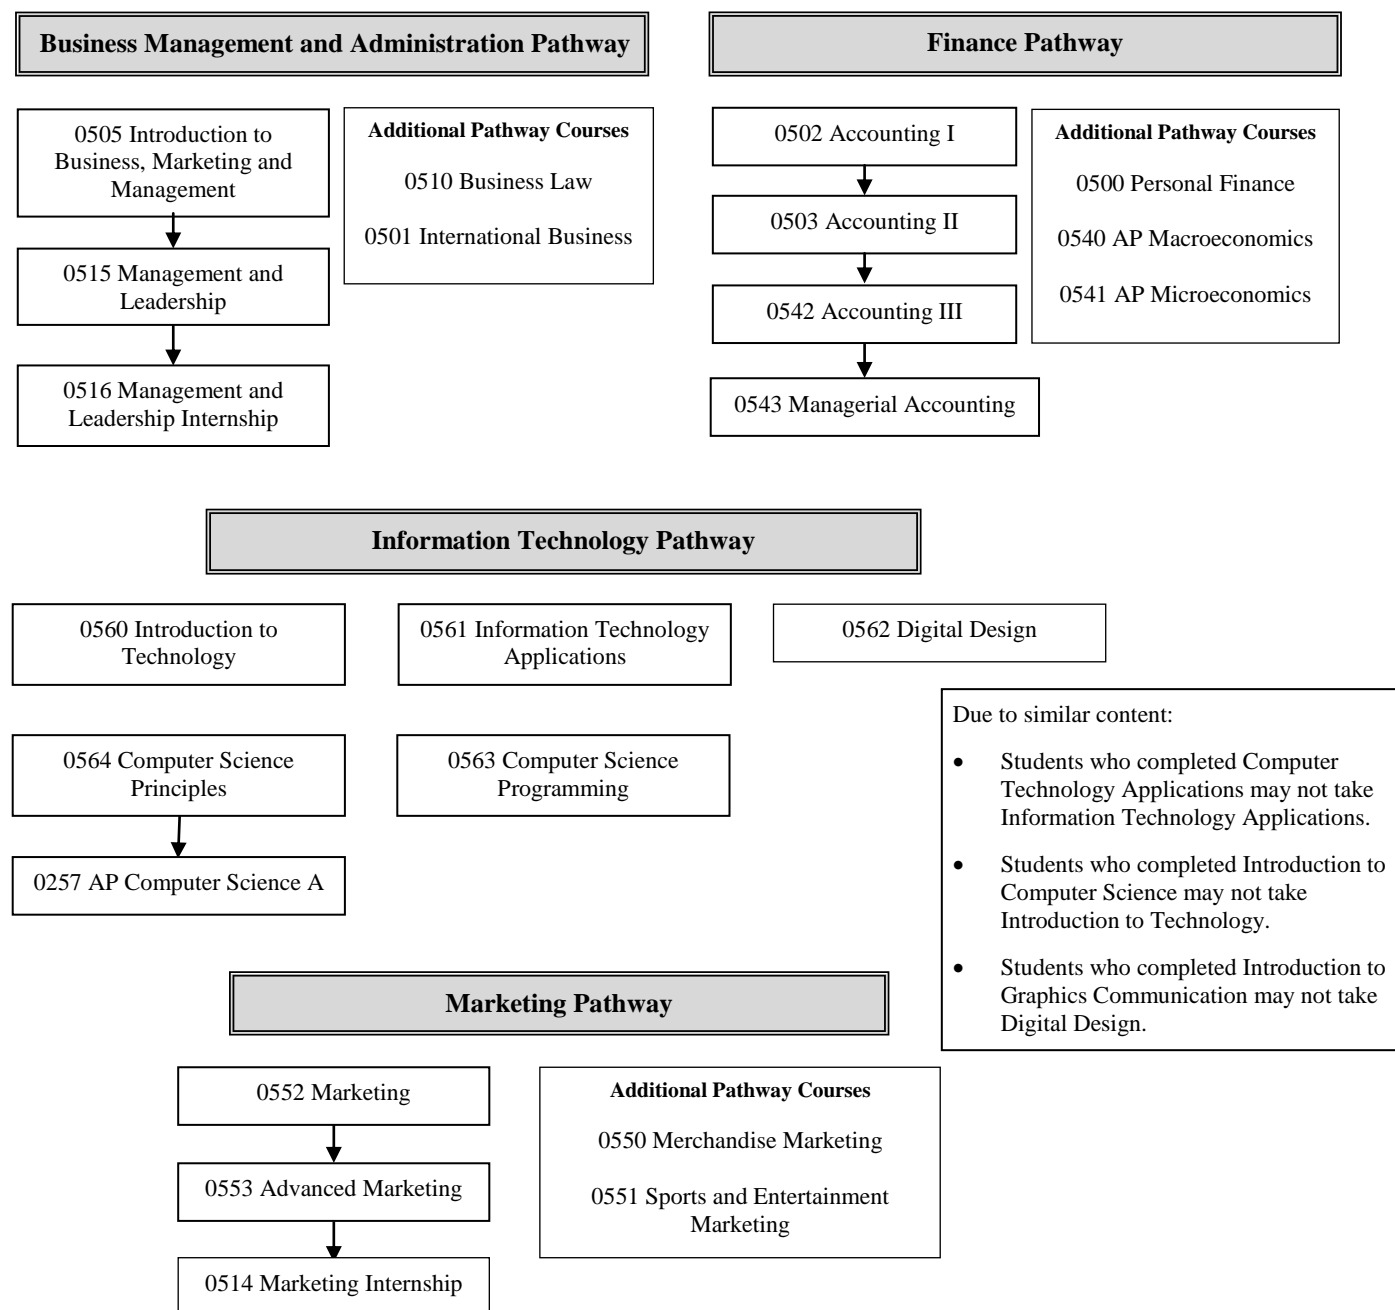 Business Management and Administration Pathway
0505 Introduction to
Business, Marketing and
Management
0515 Management and
Leadership
0516 Management and
Leadership Internship
Additional Pathway Courses
0510 Business Law
0501 International Business
Finance Pathway
0502 Accounting I
0503 Accounting II
0542 Accounting III
0543 Managerial Accounting
Additional Pathway Courses
0500 Personal Finance
0540 AP Macroeconomics
0541 AP Microeconomics
Information Technology Pathway
0560 Introduction to
Technology
0561 Information Technology
Applications
0562 Digital Design
0564 Computer Science
Principles
0563 Computer Science
Programming
0257 AP Computer Science A
Due to similar content:
• Students who completed Computer
Technology Applications may not take
Information Technology Applications.
• Students who completed Introduction to
Computer Science may not take
Introduction to Technology.
• Students who completed Introduction to
Graphics Communication may not take
Digital Design.
Marketing Pathway
0552 Marketing
0553 Advanced Marketing
0514 Marketing Internship
Additional Pathway Courses
0550 Merchandise Marketing
0551 Sports and Entertainment
Marketing